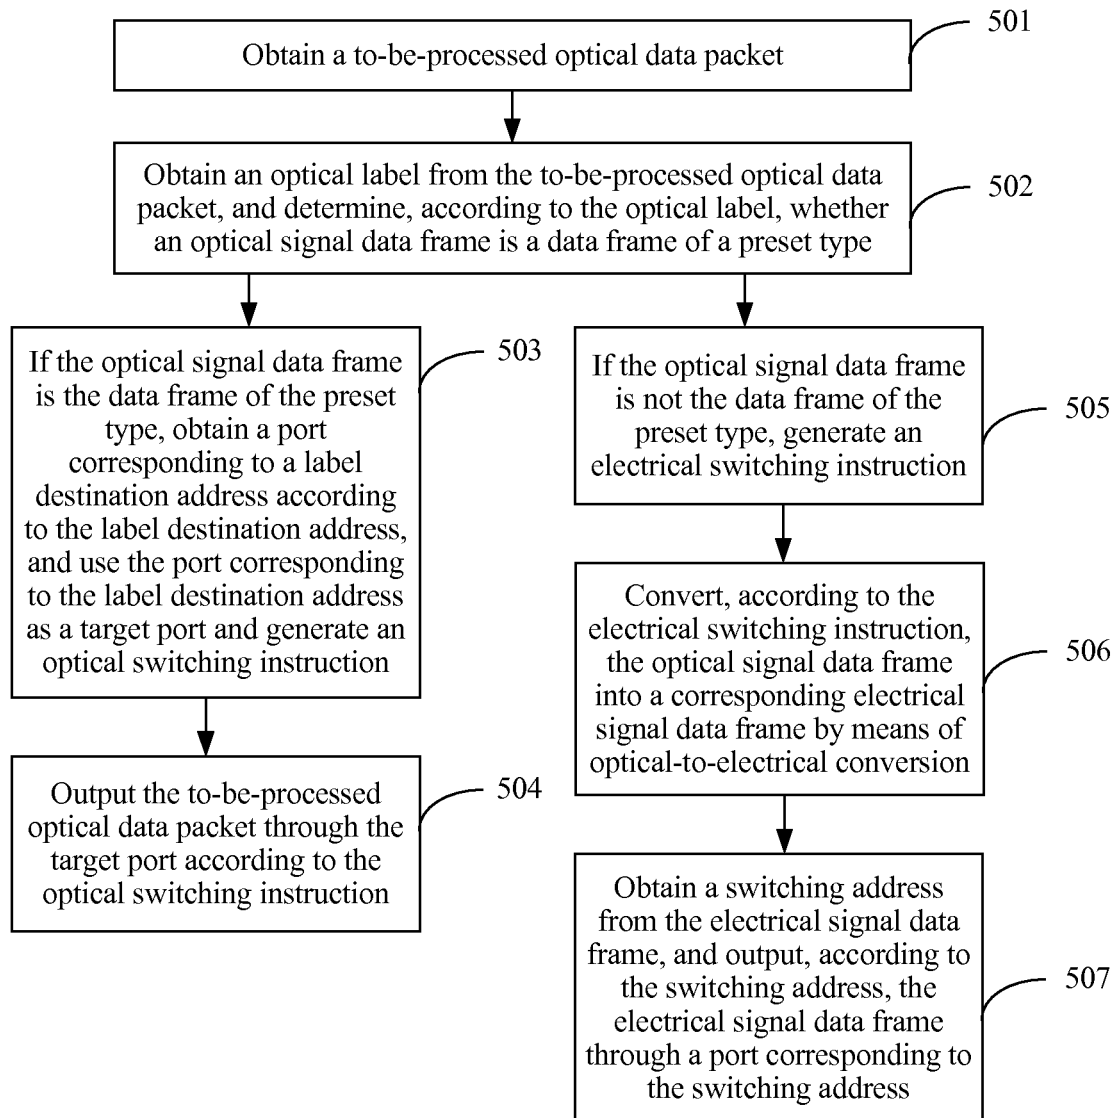 501
Obtain a to-be-processed optical data packet
Obtain an optical label from the to-be-processed optical data
packet, and determine, according to the optical label, whether
an optical signal data frame is a data frame of a preset type
502
If the optical signal data frame
is the data frame of the preset
type, obtain a port
corresponding to a label
destination address according
to the label destination address,
and use the port corresponding
to the label destination address
as a target port and generate an
optical switching instruction
503
Output the to-be-processed
optical data packet through the
target port according to the
optical switching instruction
504
If the optical signal data frame
is not the data frame of the
preset type, generate an
electrical switching instruction
505
Convert, according to the
electrical switching instruction,
the optical signal data frame
into a corresponding electrical
signal data frame by means of
optical-to-electrical conversion
506
Obtain a switching address
from the electrical signal data
frame, and output, according to
the switching address, the
electrical signal data frame
through a port corresponding to
the switching address
507